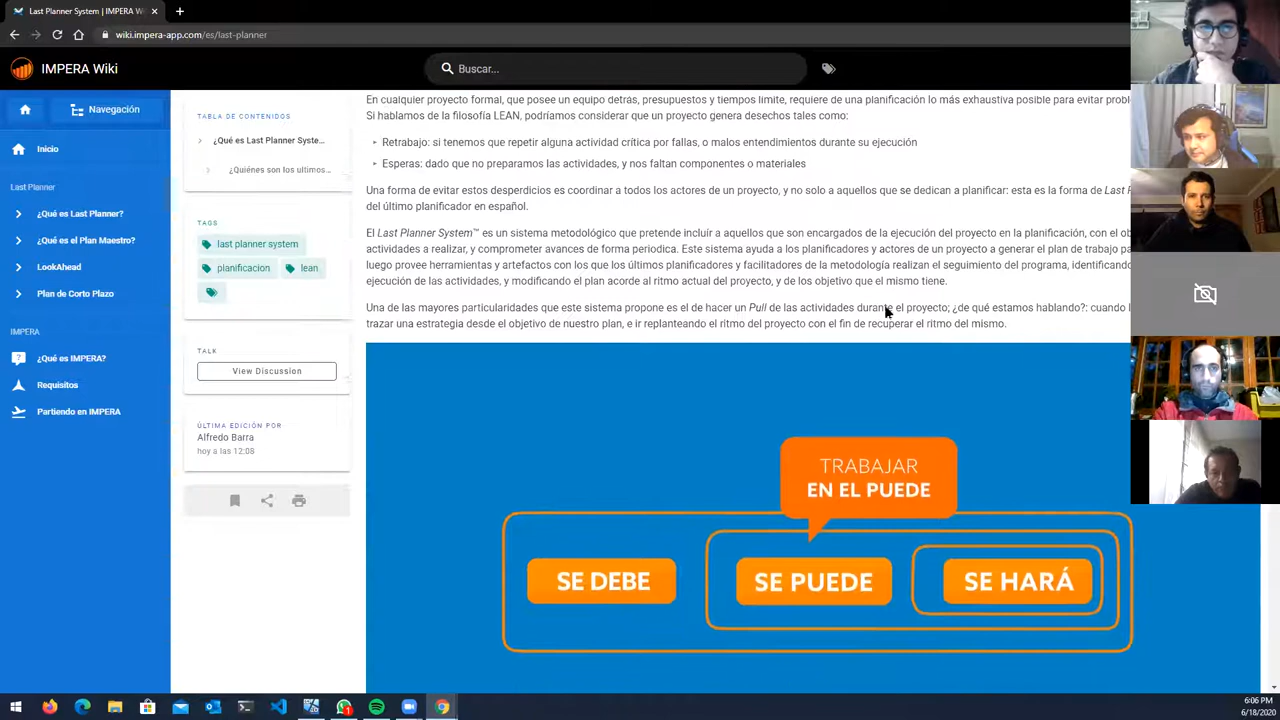 Last Planner System | IMPERA Wi
wiki.impera-app.com/es/last-planner
IMPERA Wiki
Buscar...
Navegación
Inicio
Last Planner
¿Qué es Last Planner?
¿Qué es el Plan Maestro?
LookAhead
Plan de Corto Plazo
IMPERA
¿Qué es IMPERA?
Requisitos
Partiendo en IMPERA
TABLA DE CONTENIDOS
¿Qué es Last Planner Syste...
¿Quiénes son los ultimos...
TAGS
last planner system
planificacion
lean
TALK
View Discussion
ÚLTIMA EDICIÓN POR
Alfredo Barra
hoy a las 12:08
En cualquier proyecto formal, que posee un equipo detrás, presupuestos y tiempos limite, requiere de una planificación lo más exhaustiva posible para evitar
Si hablamos de la filosofía LEAN, podríamos considerar que un proyecto genera desechos tales como:
Retrabajo: si tenemos que repetir alguna actividad crítica por fallas, o malos entendimientos durante su ejecución
Esperas: dado que no preparamos las actividades, y nos faltan componentes o materiales
Una forma de evitar estos desperdicios es coordinar a todos los actores de un proyecto, y no solo a aquellos que se dedican a planificar: esta es la forma de Last
del último planificador en español.
El Last Planner System™ es un sistema metodológico que pretende incluir a aquellos que son encargados de la ejecución del proyecto en la planificación, con el
actividades a realizar, y comprometer avances de forma periodica. Este sistema ayuda a los planificadores y actores de un proyecto a generar el plan de trabajo
luego provee herramientas y artefactos con los que los últimos planificadores y facilitadores de la metodología realizan el seguimiento del programa, identificando
ejecución de las actividades, y modificando el plan acorde al ritmo actual del proyecto, y de los objetivo que el mismo tiene.
Una de las mayores particularidades que este sistema propone es el de hacer un Pull de las actividades durante el proyecto; ¿de qué estamos hablando?: cuando
trazar una estrategia desde el objetivo de nuestro plan, e ir replanteando el ritmo del proyecto con el fin de recuperar el ritmo del mismo.
TRABAJAR
EN EL PUEDE
SE DEBE
SE PUEDE
SE HARÁ
6:06 PM
6/18/2020